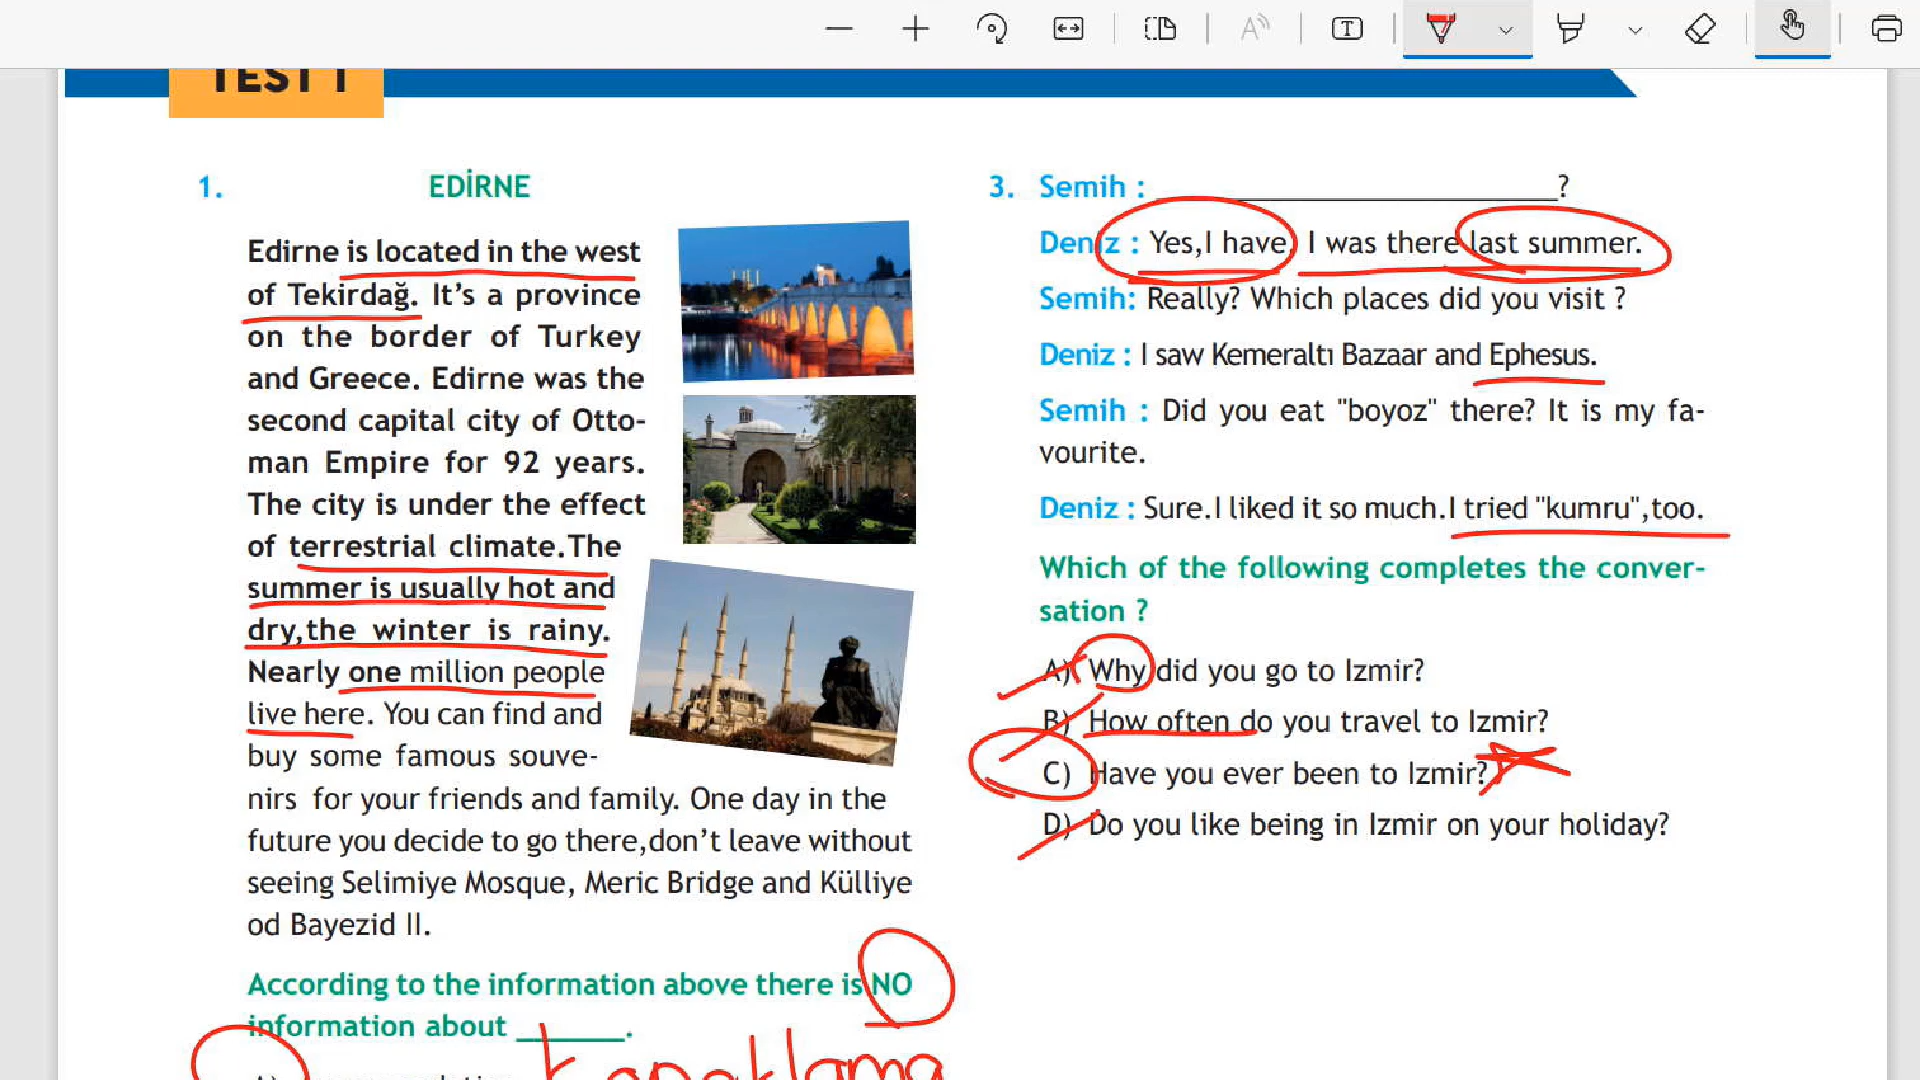 TEST 1
1.
EDİRNE
Edirne is located in the west
of Tekirdağ. It's a province
on the border of Turkey
and Greece. Edirne was the
second capital city of Otto-
man Empire for 92 years.
The city is under the effect
of terrestrial climate.The
summer is usually hot and
dry,the winter is rainy.
Nearly one million people
live here. You can find and
buy some famous souve-
nirs for your friends and family. One day in the
future you decide to go there,don't leave without
seeing Selimiye Mosque, Meric Bridge and Külliye
od Bayezid II.
According to the information above there is NO
information about ______.
3. Semih : ______?
Deniz : Yes,I have. I was there last summer.
Semih: Really? Which places did you visit ?
Deniz : I saw Kemeraltı Bazaar and Ephesus.
Semih : Did you eat "boyoz" there? It is my fa-
vourite.
Deniz : Sure.I liked it so much.I tried "kumru",too.
Which of the following completes the conver-
sation ?
A) Why did you go to Izmir?
B) How often do you travel to Izmir?
C) Have you ever been to Izmir?
D) Do you like being in Izmir on your holiday?